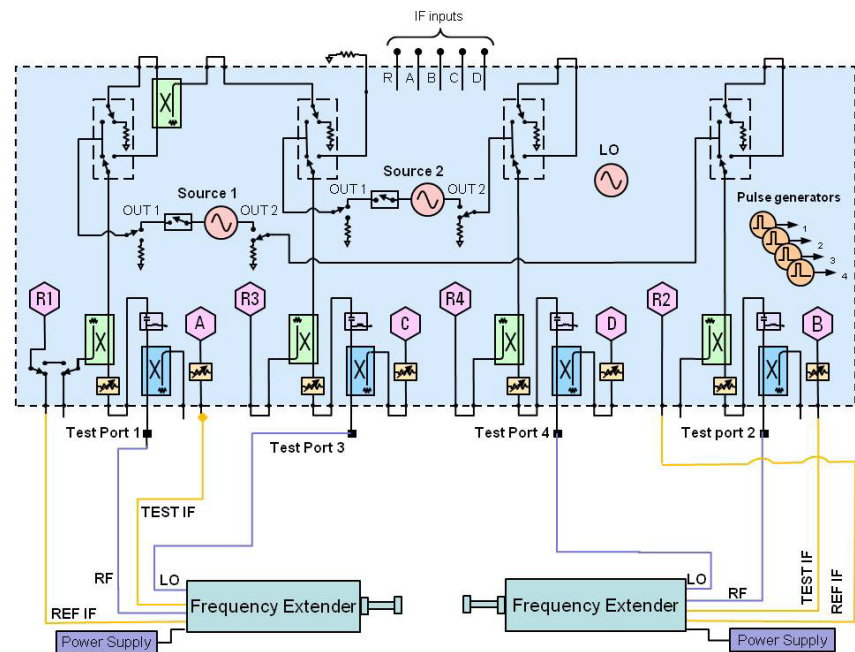 IF inputs
R A B C D
LO
Source 1
Source 2
OUT 1
OUT 2
OUT 1
OUT 2
Pulse generators
1
2
3
4
R1
A
R3
C
R4
D
R2
B
Test Port 1
Test Port 3
Test Port 4
Test port 2
TEST IF
RF
LO
REF IF
Frequency Extender
Power Supply
LO
RF
TEST IF
REF IF
Frequency Extender
Power Supply